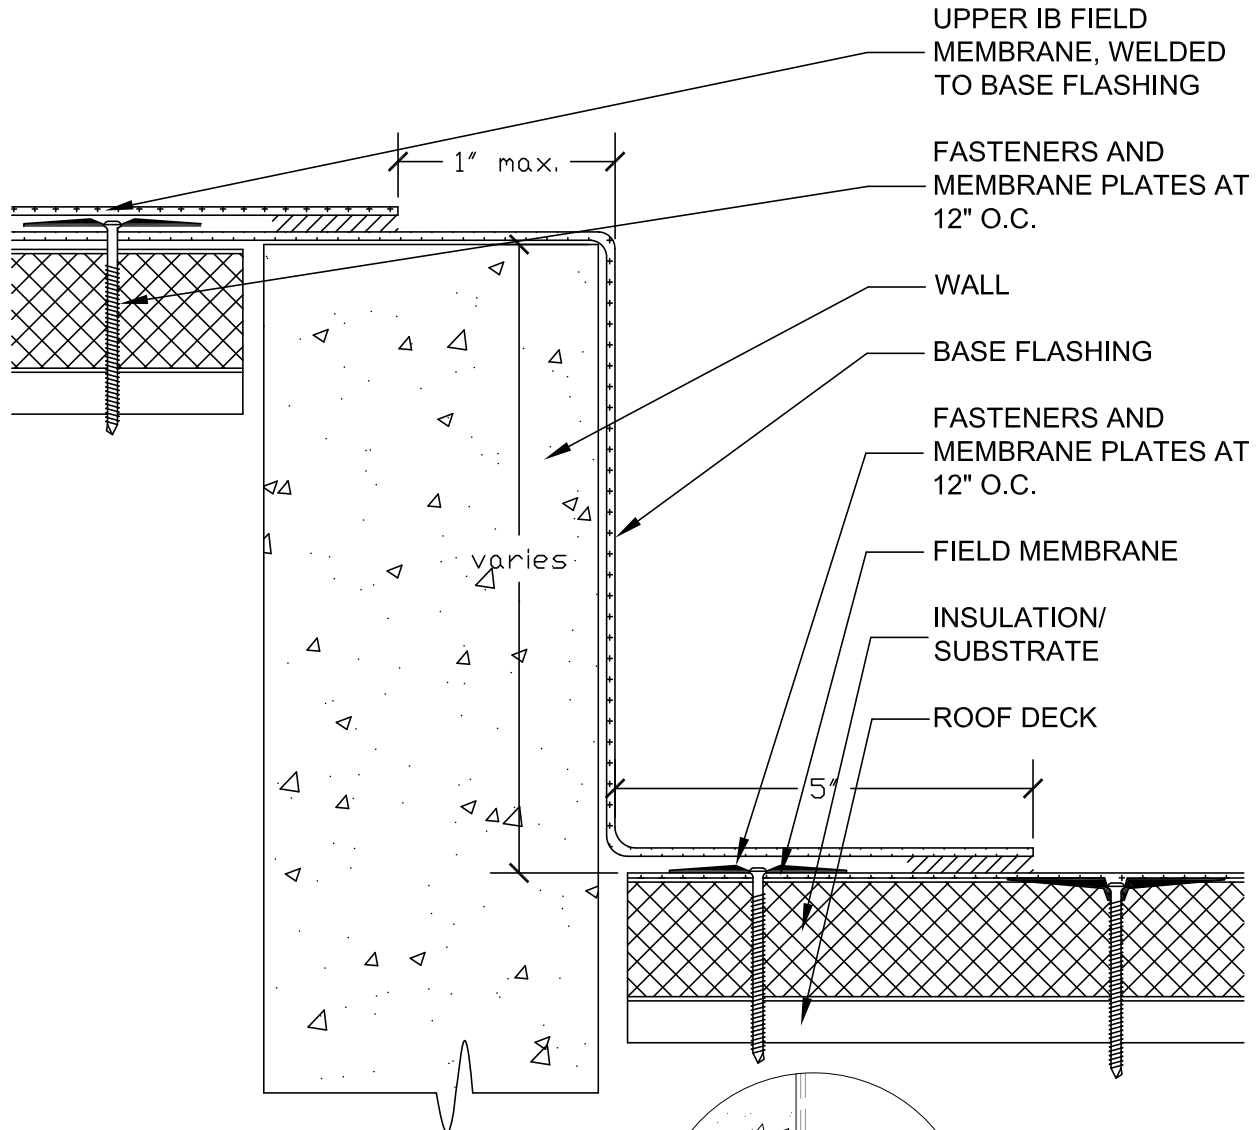 UPPER IB FIELD
MEMBRANE, WELDED
TO BASE FLASHING
1" max.
FASTENERS AND
MEMBRANE PLATES AT
12" O.C.
WALL
BASE FLASHING
FASTENERS AND
MEMBRANE PLATES AT
12" O.C.
varies
FIELD MEMBRANE
INSULATION/
SUBSTRATE
ROOF DECK
5"